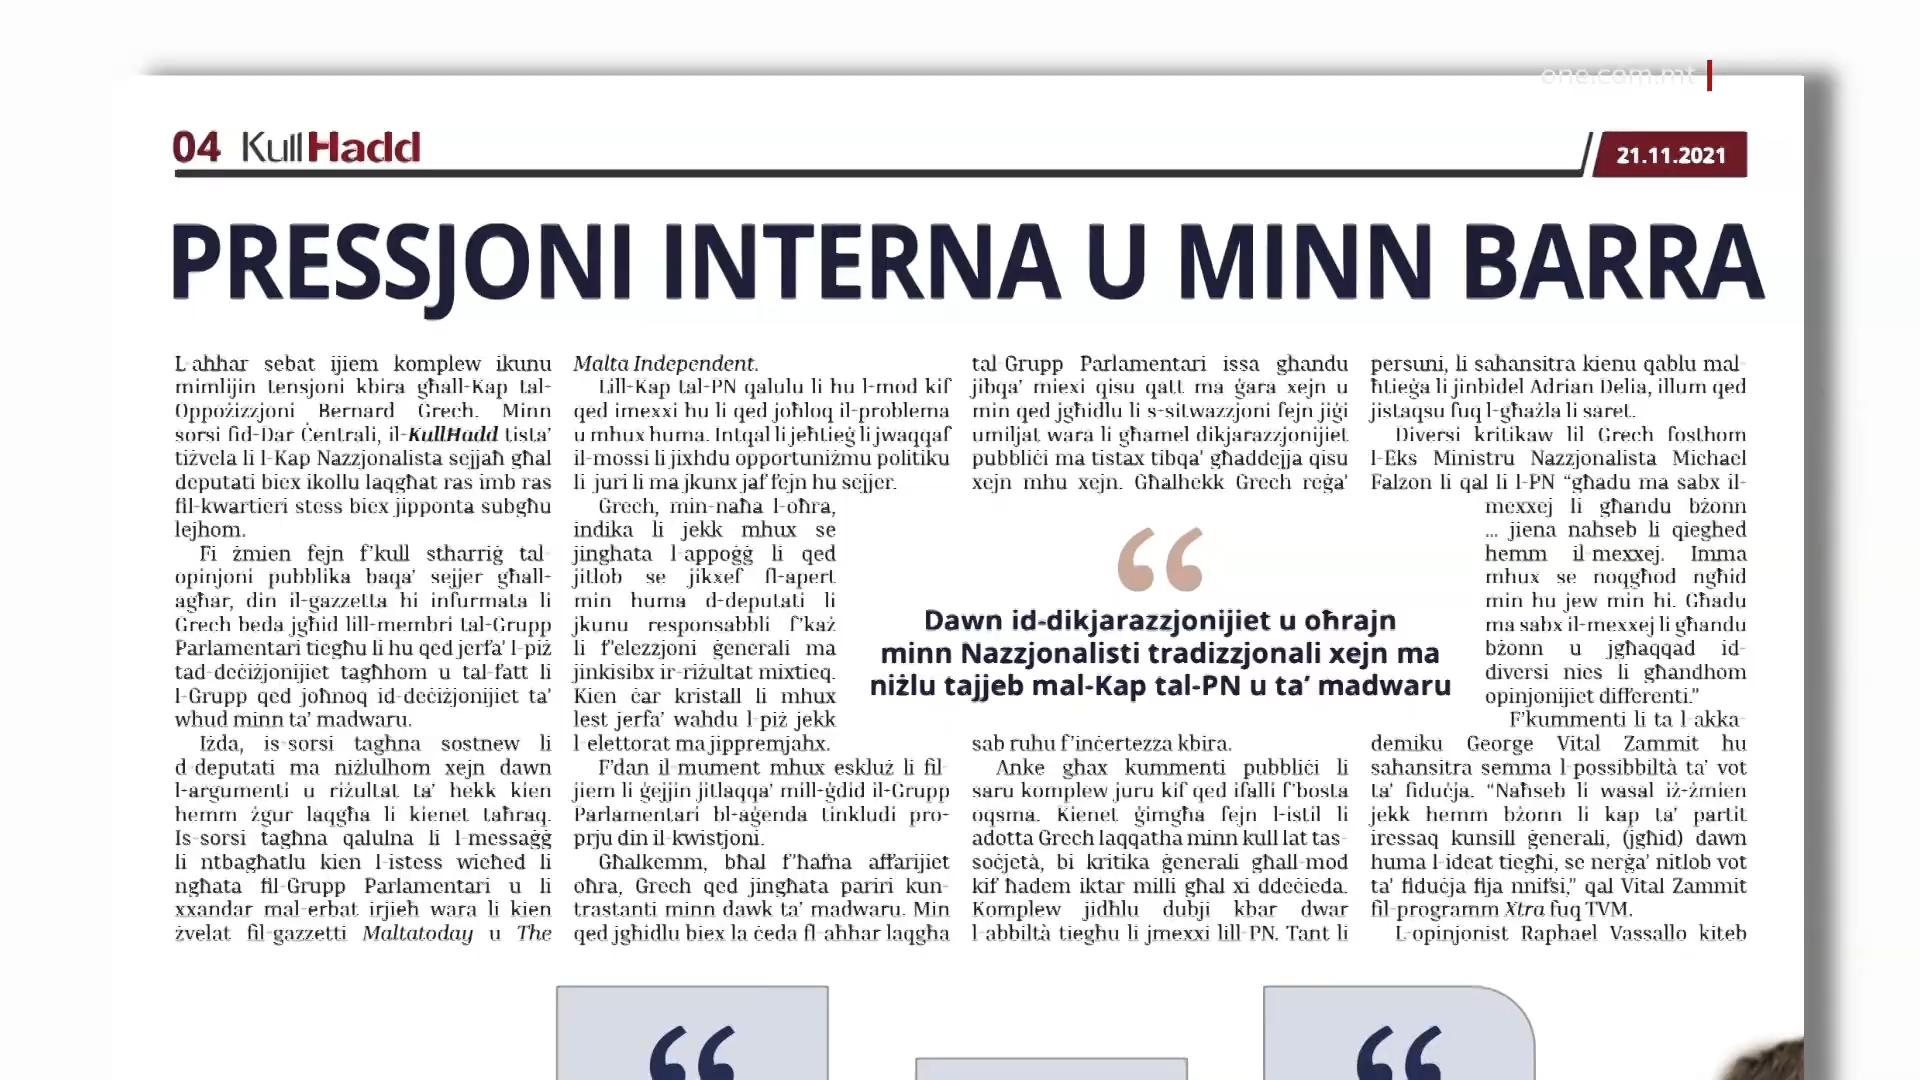 one.com.mt
04 KullHadd
21.11.2021
PRESSJONI INTERNA U MINN BARRA
L-aħħar sebat ijiem komplew ikunu
mimlijin tensjoni kbira għall-Kap tal-
Oppożizzjoni Bernard Grech. Minn
sorsi fid-Dar Ċentrali, il-KullĦadd tista'
tiżvela li l-Kap Nazzjonalista sejjaħ għal
deputati biex ikollu laqgħat ras imb ras
fil-kwartieri stess biex jipponta subgħu
lejhom.
Fi żmien fejn f'kull stħarriġ tal-
opinjoni pubblika baqa' sejjer għall-
agħar, din il-gazzetta hi infurmata li
Grech beda jgħid lill-membri tal-Grupp
Parlamentari tiegħu li hu qed jerfa' l-piż
tad-deċiżjonijiet tagħhom u tal-fatt li
l-Grupp qed joħnoq id-deċiżjonijiet ta'
wħud minn ta' madwaru.
Iżda, is-sorsi tagħna sostnew li
d-deputati ma niżlulhom xejn dawn
l-argumenti u riżultat ta' hekk kien
hemm żgur laqgħa li kienet taħraq.
Is-sorsi tagħna qalulna li l-messaġġ
li ntbagħatlu kien l-istess wieħed li
ngħata fil-Grupp Parlamentari u li
xxandar mal-erbat irjieħ wara li kien
żvelat fil-gazzetti Maltatoday u The
Malta Independent.
Lill-Kap tal-PN qalulu li hu l-mod kif
qed imexxi hu li qed joħloq il-problema
u mhux huma. Intqal li jeħtieġ li jwaqqaf
il-mossi li jixhdu opportuniżmu politiku
li juri li ma jkunx jaf fejn hu sejjer.
Grech, min-naħa l-oħra,
indika li jekk mhux se
jingħata l-appoġġ li qed
jitlob se jikxef fl-apert
min huma d-deputati li
jkunu responsabbli f'każ
li f'elezzjoni ġenerali ma
jinkisibx ir-riżultat mixtieq.
Kien ċar kristall li mhux
lest jerfa' waħdu l-piż jekk
l-elettorat ma jippremjahx.
F'dan il-mument mhux eskluż li fil-
jiem li ġejjin jitlaqqa' mill-ġdid il-Grupp
Parlamentari bl-aġenda tinkludi pro-
prju din il-kwistjoni.
Għalkemm, bħal f'ħafna affarijiet
oħra, Grech qed jingħata pariri kun-
trastanti minn dawk ta' madwaru. Min
qed jgħidlu biex la ċeda fl-aħħar laqgħa
tal-Grupp Parlamentari issa għandu
jibqa' miexi qisu qatt ma ġara xejn u
min qed jgħidlu li s-sitwazzjoni fejn jiġi
umiljat wara li għamel dikjarazzjonijiet
pubbliċi ma tistax tibqa' għaddejja qisu
xejn mhu xejn. Għalhekk Grech reġa'
Dawn id-dikjarazzjonijiet u oħrajn
minn Nazzjonalisti tradizzjonali xejn ma
niżlu tajjeb mal-Kap tal-PN u ta' madwaru
sab ruħu f'inċertezza kbira.
Anke għax kummenti pubbliċi li
saru komplew juru kif qed ifalli f'bosta
oqsma. Kienet ġimgħa fejn l-istil li
adotta Grech laqqatha minn kull lat tas-
soċjetà, bi kritika ġenerali għall-mod
kif ħadem iktar milli għal xi ddeċieda.
Komplew jidħlu dubji kbar dwar
l-abbiltà tiegħu li jmexxi lill-PN. Tant li
persuni, li saħansitra kienu qablu mal-
ħtieġa li jinbidel Adrian Delia, illum qed
jistaqsu fuq l-għażla li saret.
Diversi kritikaw lil Grech fosthom
l-Eks Ministru Nazzjonalista Michael
Falzon li qal li l-PN “għadu ma sabx il-
mexxej li għandu bżonn
... jiena naħseb li qiegħed
hemm il-mexxej. Imma
mhux se noqgħod ngħid
min hu jew min hi. Għadu
ma sabx il-mexxej li għandu
bżonn u jgħaqqad id-
diversi nies li għandhom
opinjonijiet differenti.”
F'kummenti li ta l-akka-
demiku George Vital Zammit hu
saħansitra semma l-possibbiltà ta' vot
ta' fiduċja. “Naħseb li wasal iż-żmien
jekk hemm bżonn li kap ta' partit
iressaq kunsill ġenerali, (jgħid) dawn
huma l-ideat tiegħi, se nerġa' nitlob vot
ta' fiduċja fija nnifsi,” qal Vital Zammit
fil-programm Xtra fuq TVM.
L-opinjonist Raphael Vassallo kiteb